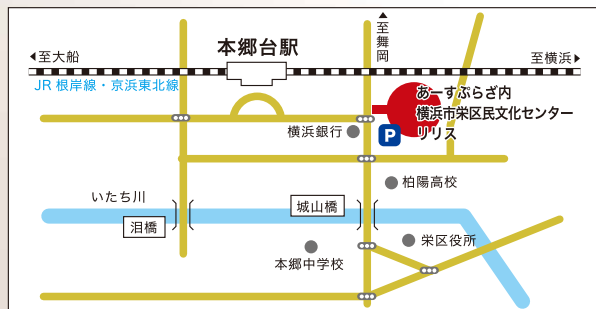 至大船
本郷台駅
至舞岡
至横浜
JR 根岸線・京浜東北線
あーすぷらざ内
横浜市栄区民文化センター
リリス
横浜銀行
P
柏陽高校
いたち川
泪橋
城山橋
本郷中学校
栄区役所